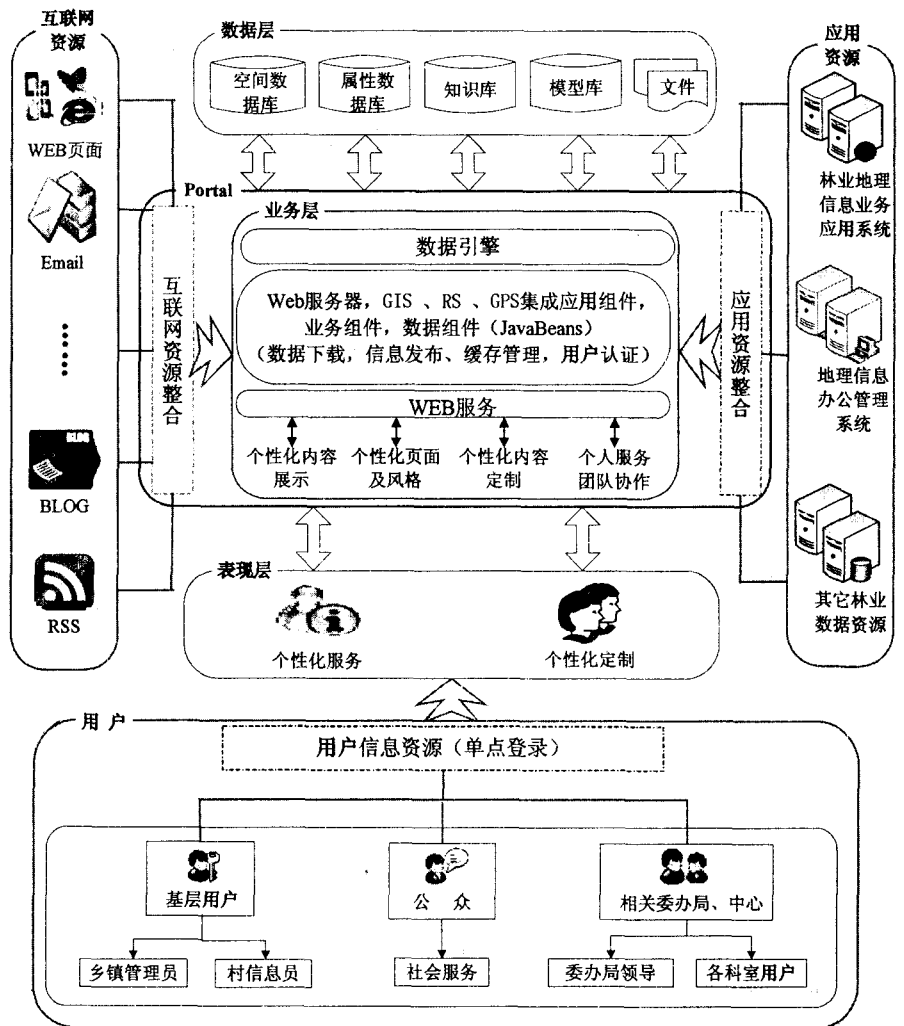 互联网
资源
WEB页面
Email
BLOG
BLOG
RSS
数据层
空间数
据库
属性数
据库
知识库
模型库
文件
应用
资源
林业地理
信息业务
应用系统
地理信息
办公管理
系统
其它林业
数据资源
Portal
互联网资源整合
业务层
数据引擎
Web服务器，GIS 、RS 、GPS集成应用组件，
业务组件，数据组件（JavaBeans）
（数据下载，信息发布、缓存管理，用户认证）
WEB服务
个性化内容
展示
个性化页面
及风格
个性化内容
定制
个人服务
团队协作
应用资源整合
表现层
个性化服务
个性化定制
用 户
用户信息资源（单点登录）
基层用户
公 众
相关委办局、中心
乡镇管理员
村信息员
社会服务
委办局领导
各科室用户